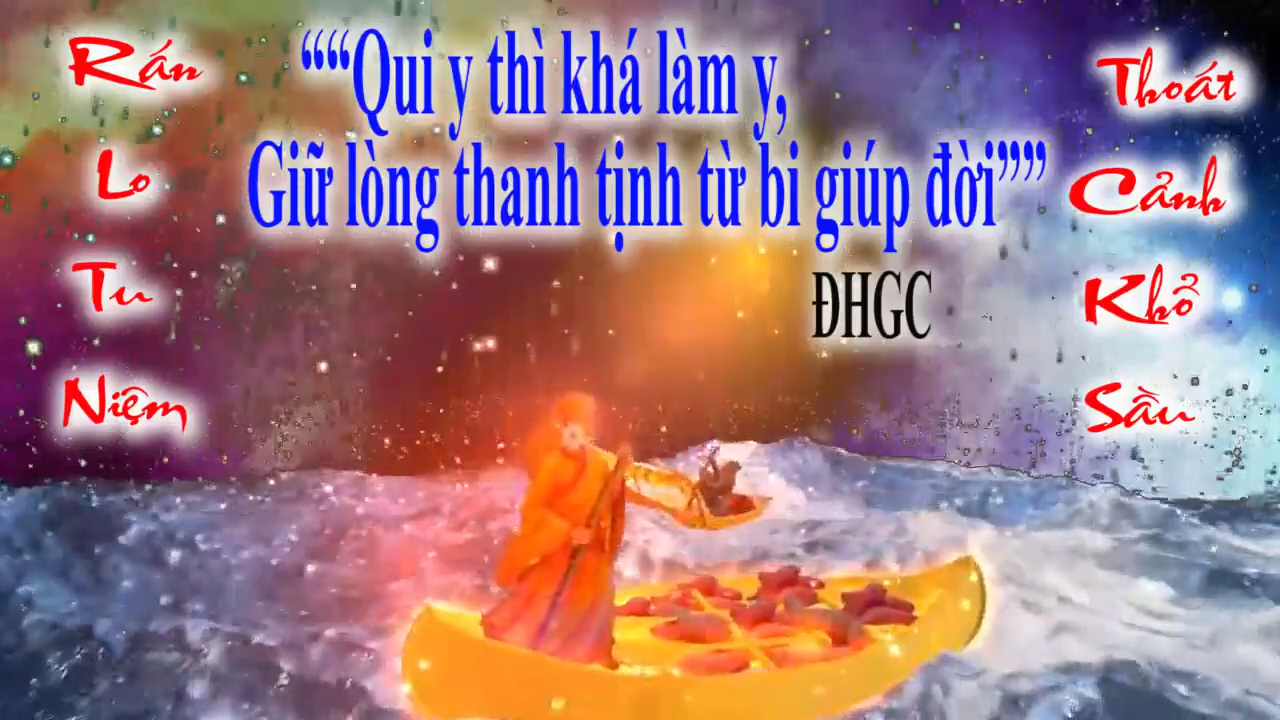 Rán
Lo
Tu
Niệm
““Qui y thì khá làm y,
Giữ lòng thanh tịnh từ bi giúp đời””
ĐHGC
Thoát
Cảnh
Khổ
Sầu